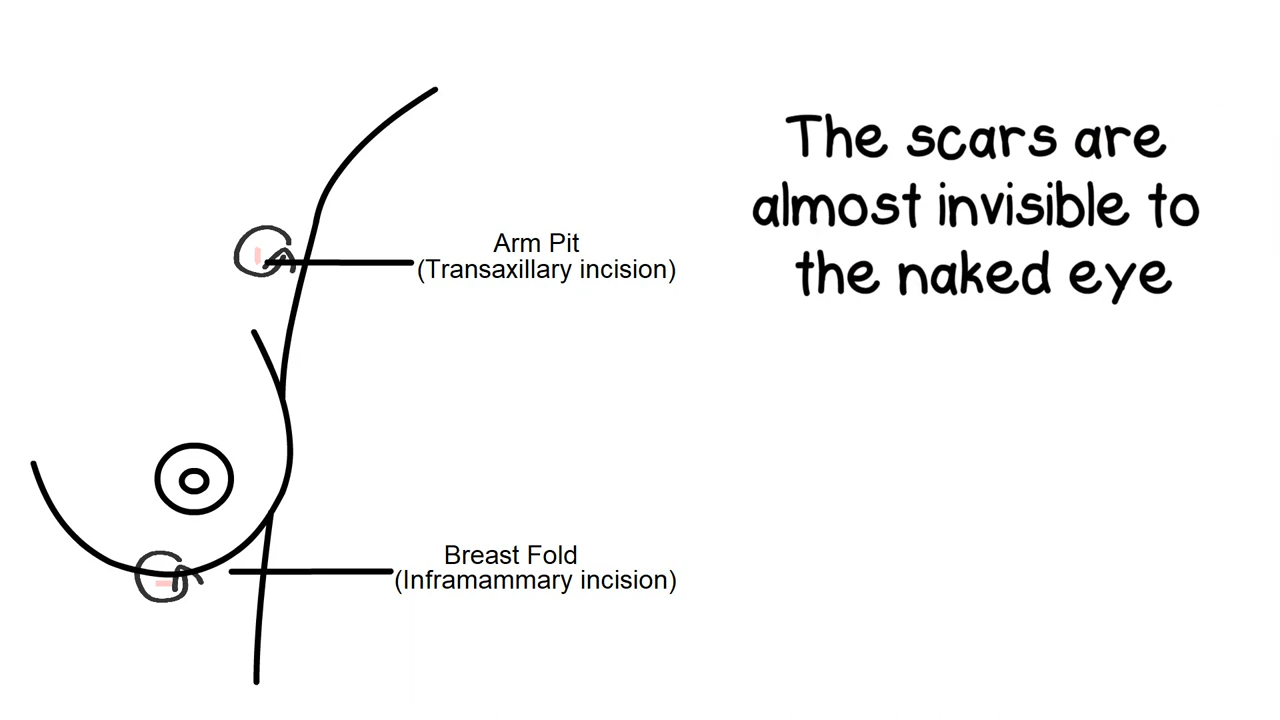 The scars are
almost invisible to
the naked eye
Arm Pit
(Transaxillary incision)
Breast Fold
(Inframammary incision)